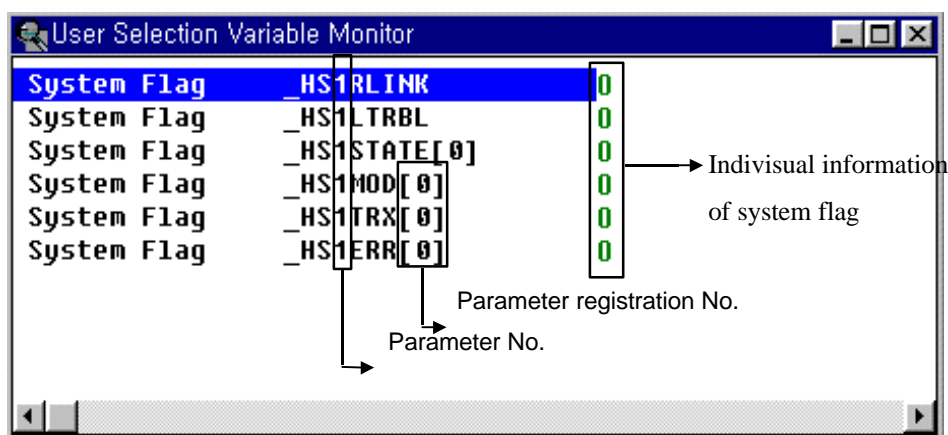 User Selection Variable Monitor
System Flag _HS1RLINK 0
System Flag _HS1LTRBL 0
System Flag _HS1STATE[0] 0
System Flag _HS1MOD[0] 0
System Flag _HS1TRX[0] 0
System Flag _HS1ERR[0] 0
Indivisual information
of system flag
Parameter registration No.
Parameter No.